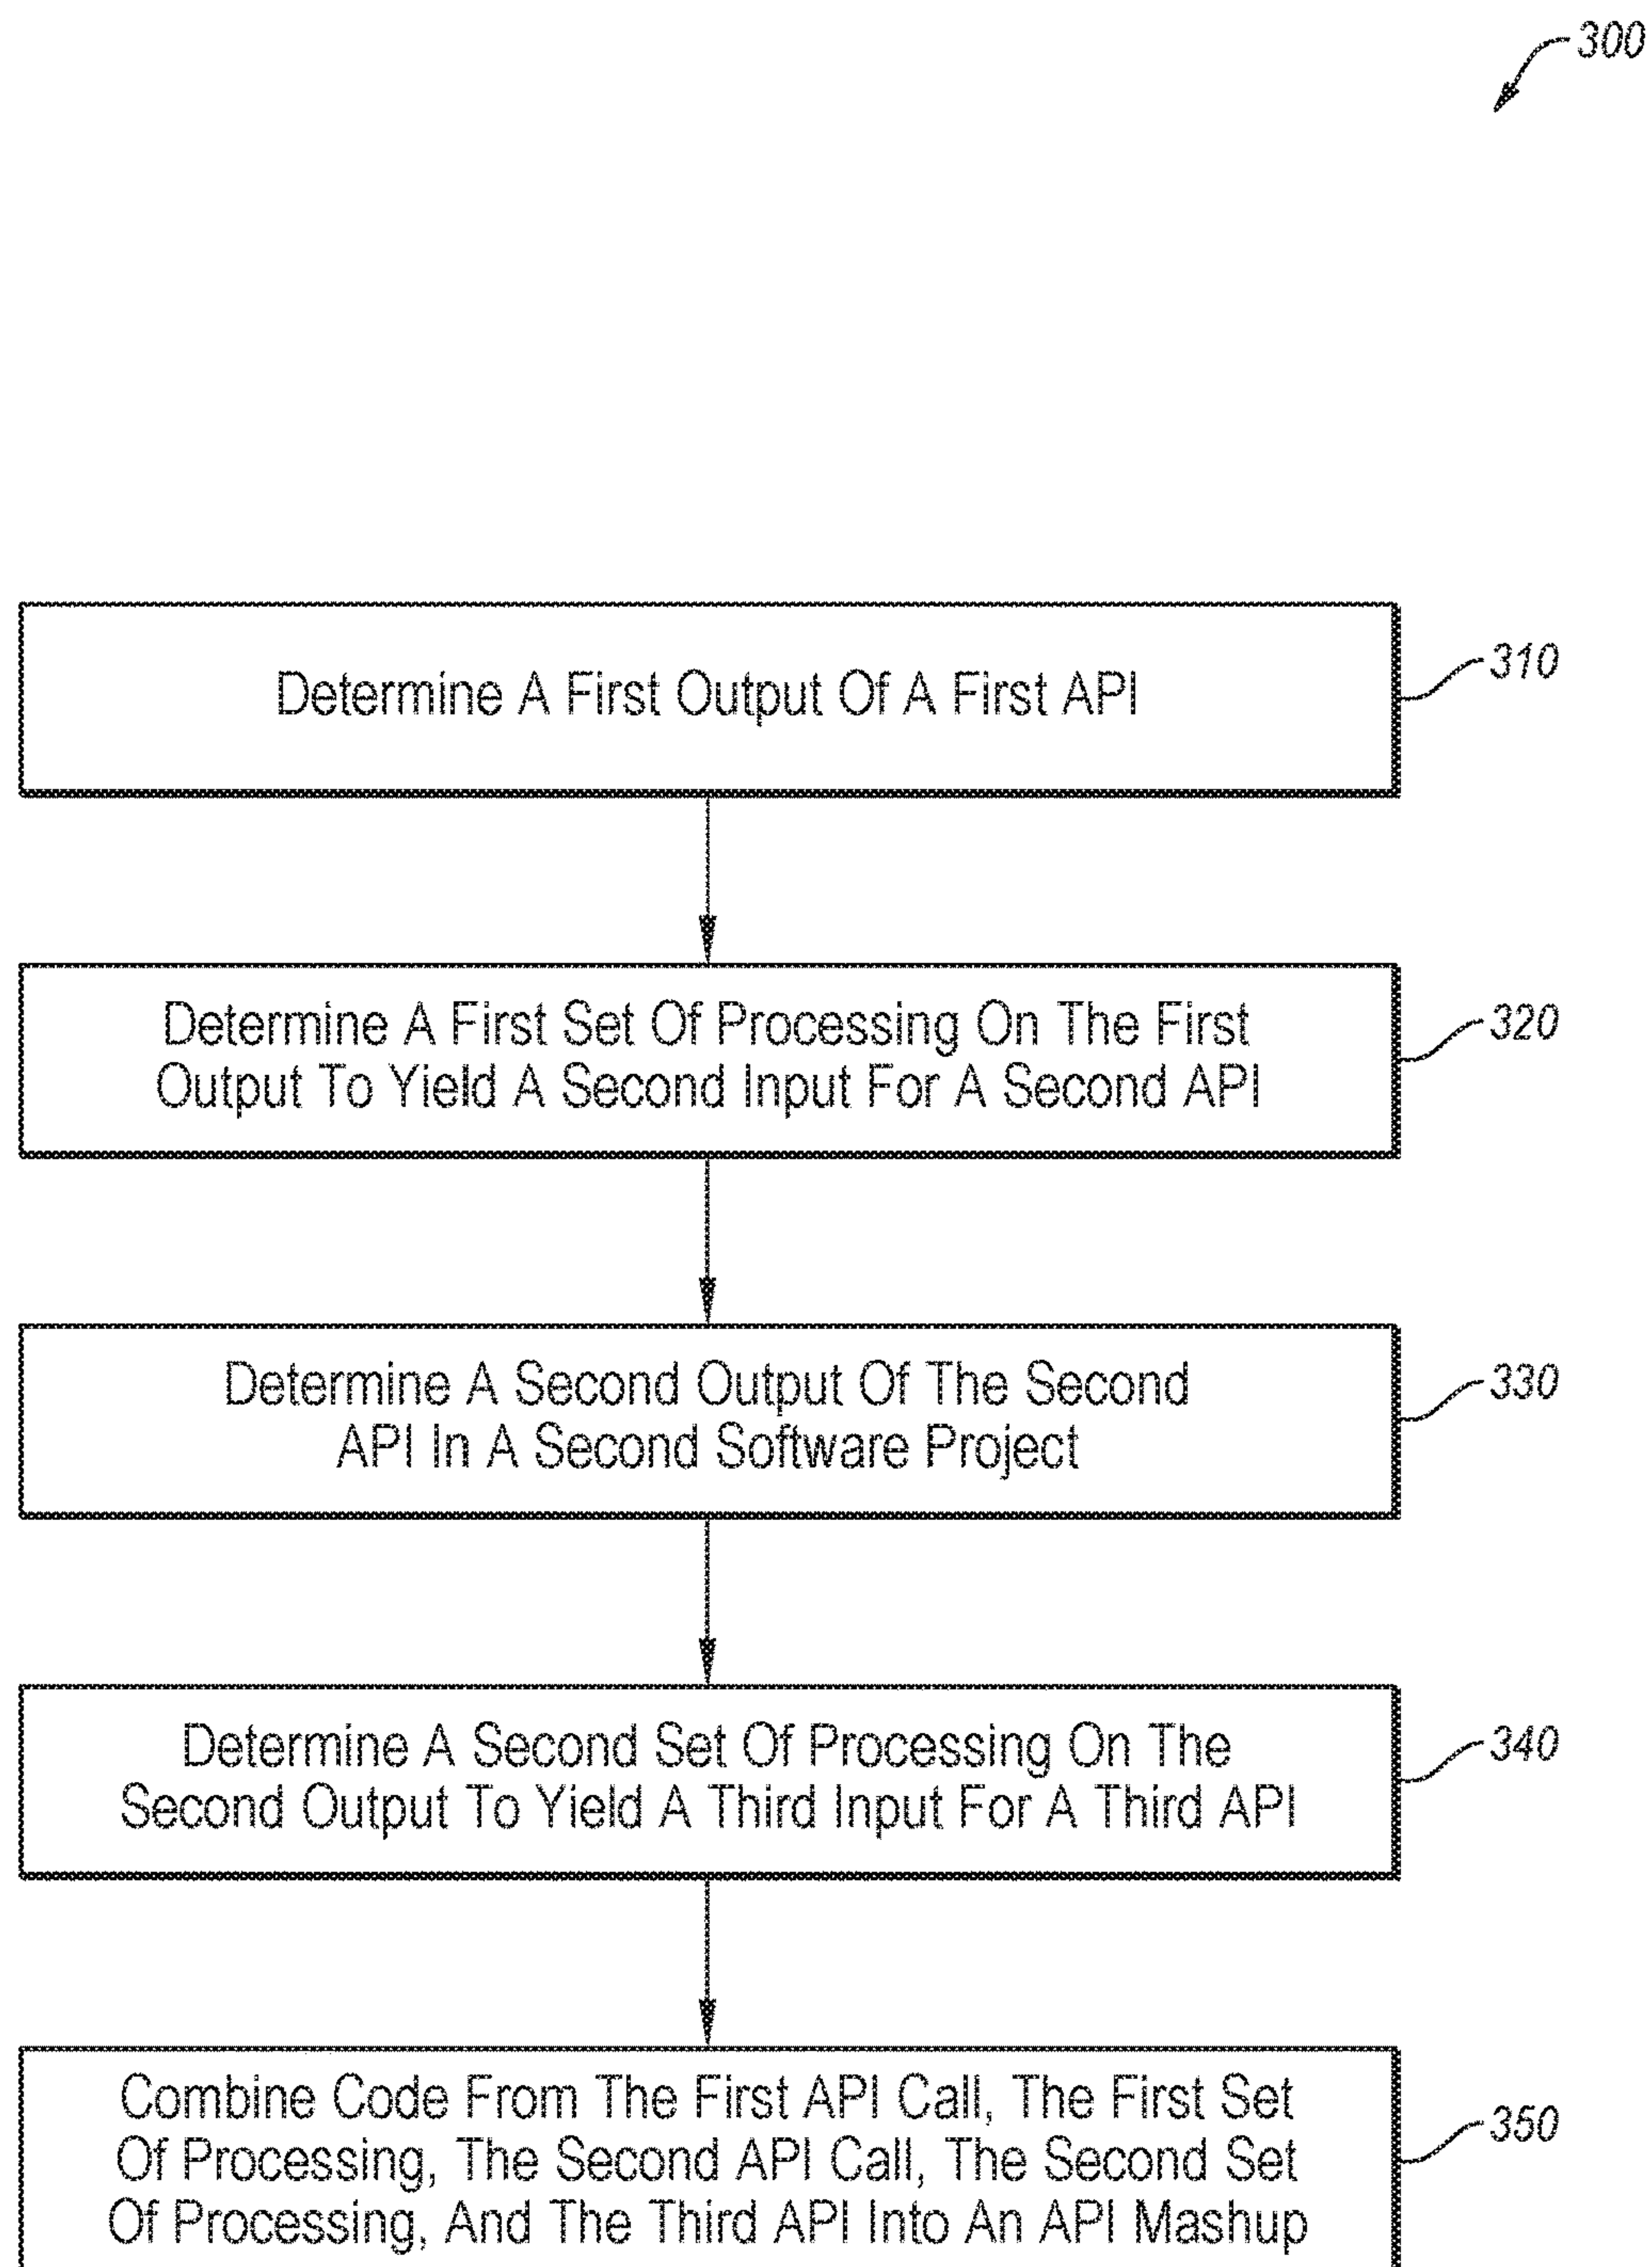 300
Determine A First Output Of A First API
310
Determine A First Set Of Processing On The First
Output To Yield A Second Input For A Second API
320
Determine A Second Output Of The Second
API In A Second Software Project
330
Determine A Second Set Of Processing On The
Second Output To Yield A Third Input For A Third API
340
Combine Code From The First API Call, The First Set
Of Processing, The Second API Call, The Second Set
Of Processing, And The Third API Into An API Mashup
350